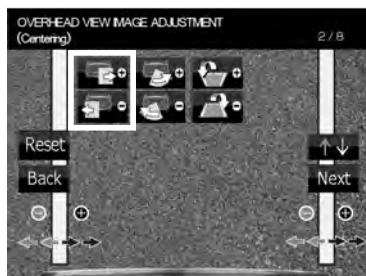 OVERHEAD VIEW IMAGE ADJUSTMENT
(Centering) 2/8
Reset
Back Next